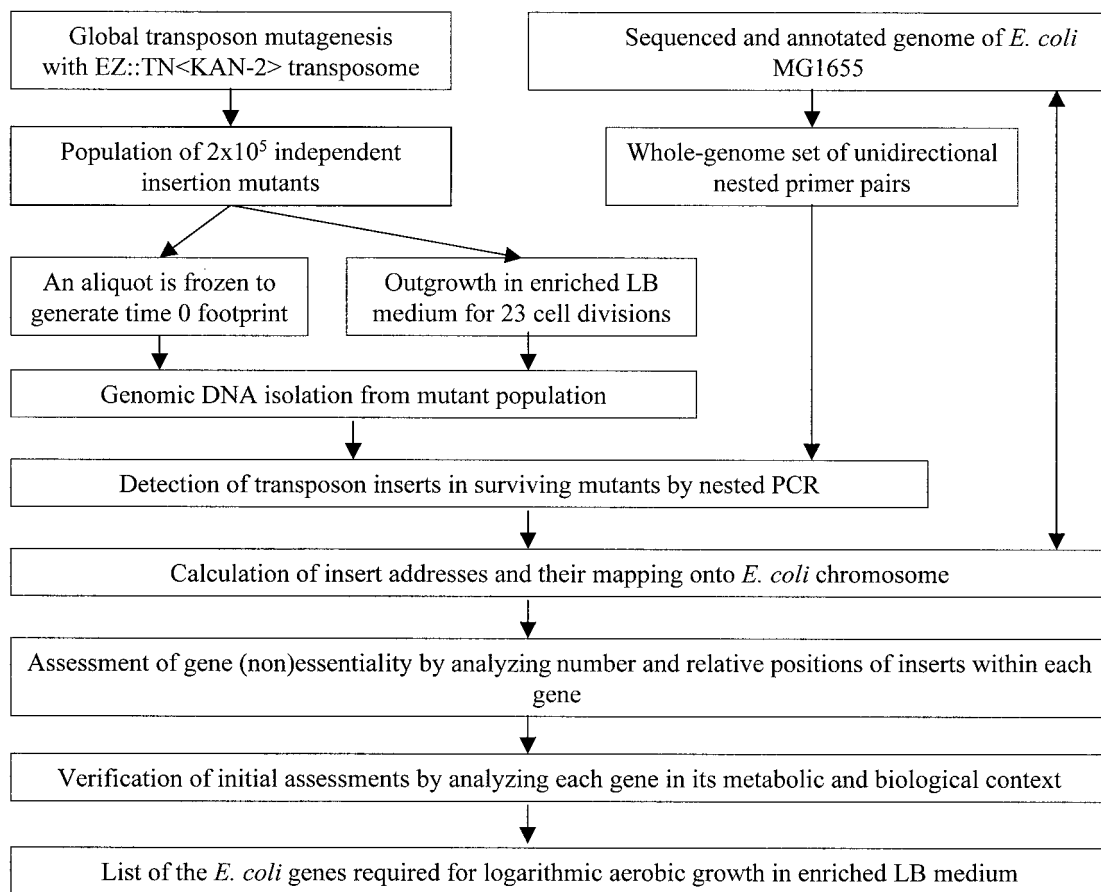 Global transposon mutagenesis
with EZ::TN<KAN-2> transposome
Sequenced and annotated genome of E. coli
MG1655
Population of 2x10⁵ independent
insertion mutants
Whole-genome set of unidirectional
nested primer pairs
An aliquot is frozen to
generate time 0 footprint
Outgrowth in enriched LB
medium for 23 cell divisions
Genomic DNA isolation from mutant population
Detection of transposon inserts in surviving mutants by nested PCR
Calculation of insert addresses and their mapping onto E. coli chromosome
Assessment of gene (non)essentiality by analyzing number and relative positions of inserts within each
gene
Verification of initial assessments by analyzing each gene in its metabolic and biological context
List of the E. coli genes required for logarithmic aerobic growth in enriched LB medium